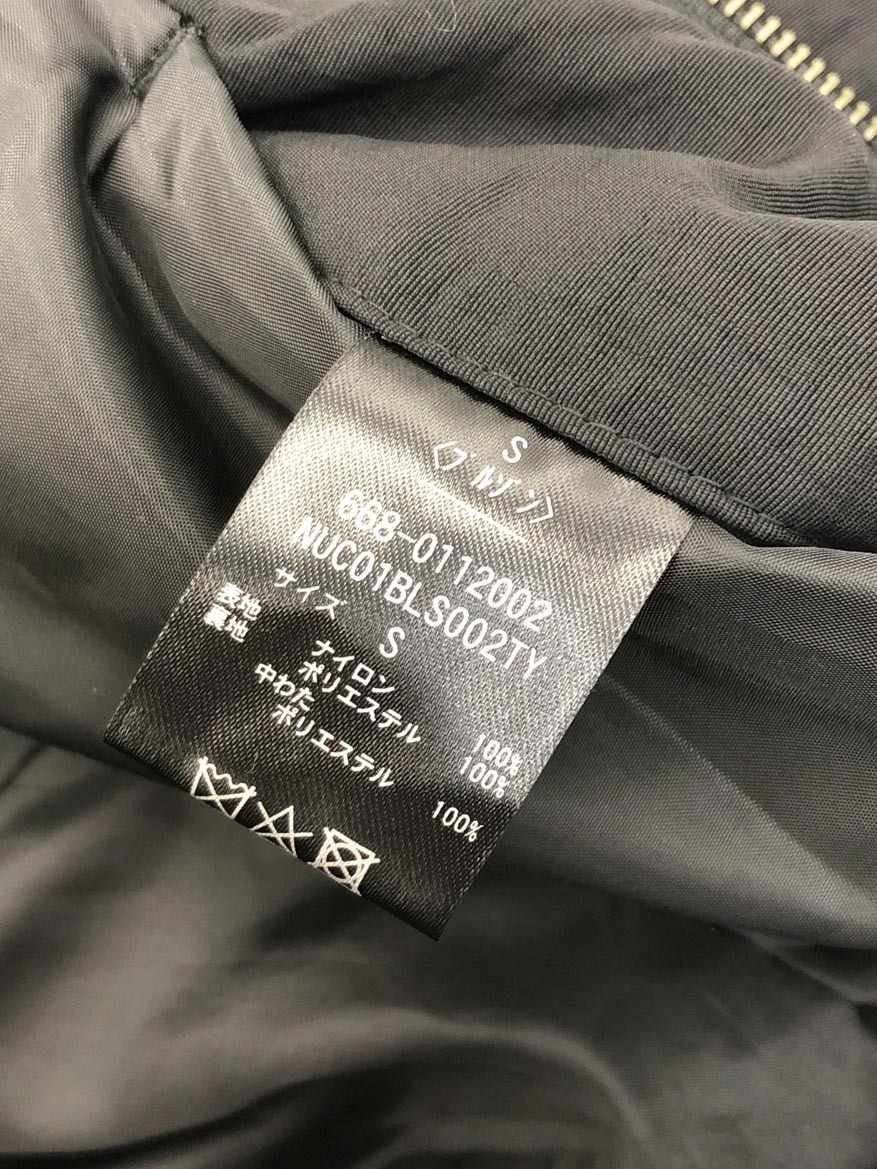 S
〈ブルゾン〉
668-0112002
NUC01BLS002TY
サイズ S
表地 ナイロン 100%
裏地 ポリエステル 100%
中わた
ポリエステル 100%